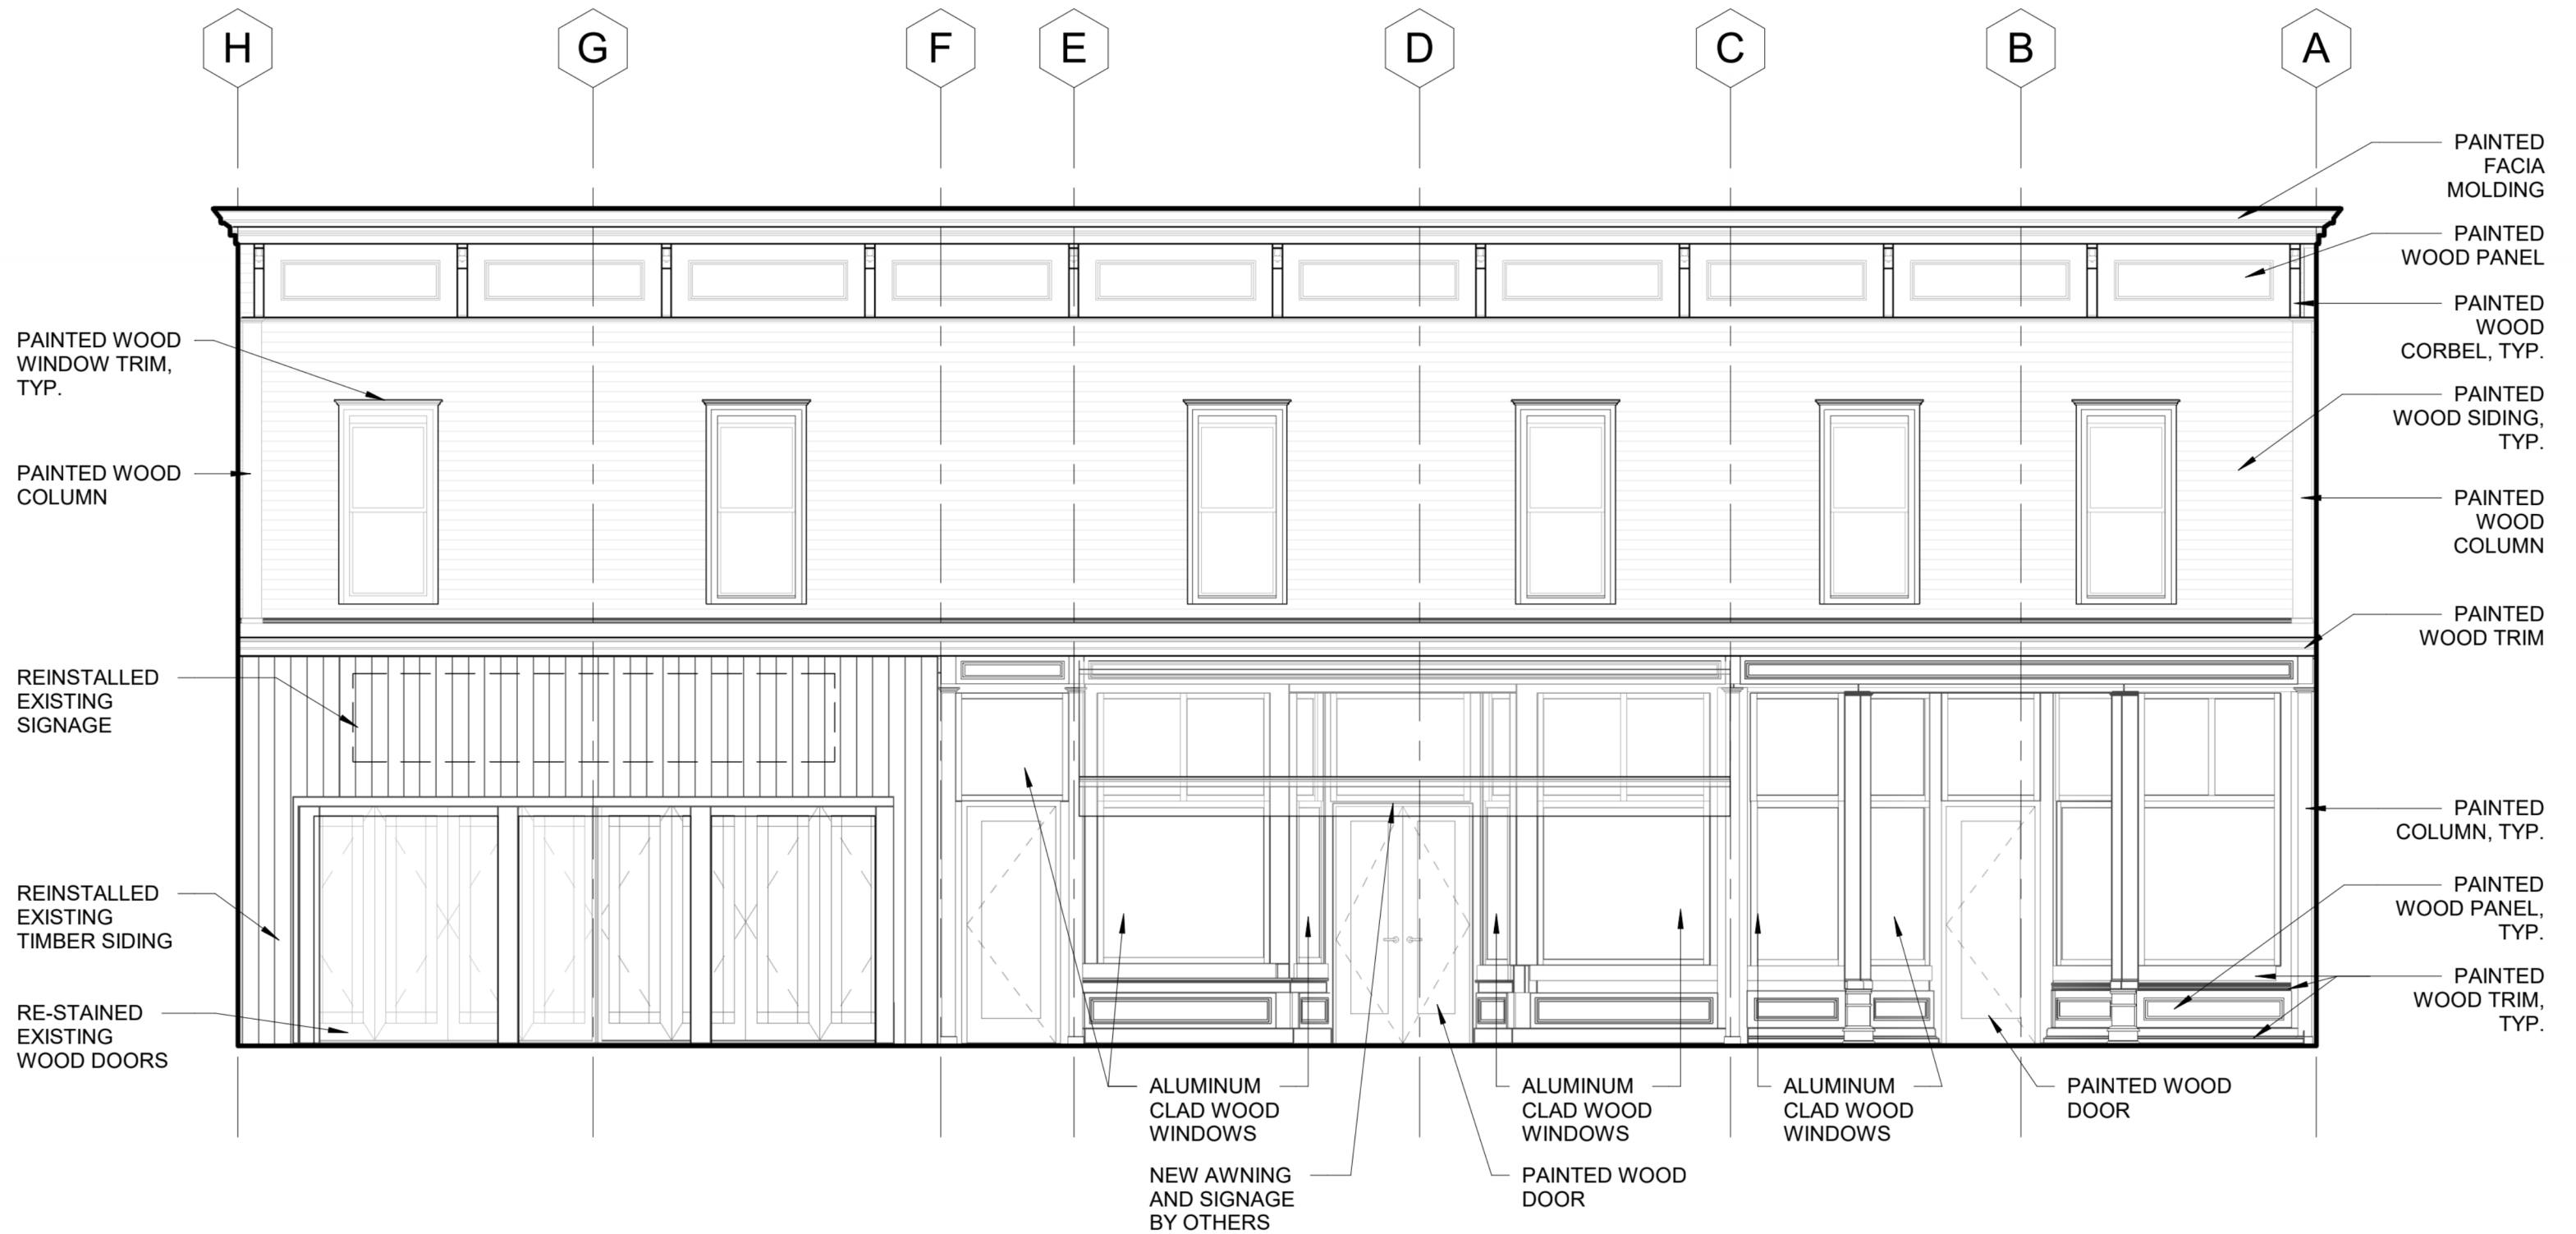 H
G
F
E
D
C
B
A
PAINTED
FACIA
MOLDING
PAINTED
WOOD PANEL
PAINTED
WOOD
CORBEL, TYP.
PAINTED
WOOD SIDING,
TYP.
PAINTED
WOOD
COLUMN
PAINTED
WOOD TRIM
PAINTED
COLUMN, TYP.
PAINTED
WOOD PANEL,
TYP.
PAINTED
WOOD TRIM,
TYP.
PAINTED WOOD
WINDOW TRIM,
TYP.
PAINTED WOOD
COLUMN
REINSTALLED
EXISTING
SIGNAGE
REINSTALLED
EXISTING
TIMBER SIDING
RE-STAINED
EXISTING
WOOD DOORS
ALUMINUM
CLAD WOOD
WINDOWS
NEW AWNING
AND SIGNAGE
BY OTHERS
ALUMINUM
CLAD WOOD
WINDOWS
PAINTED WOOD
DOOR
ALUMINUM
CLAD WOOD
WINDOWS
PAINTED WOOD
DOOR